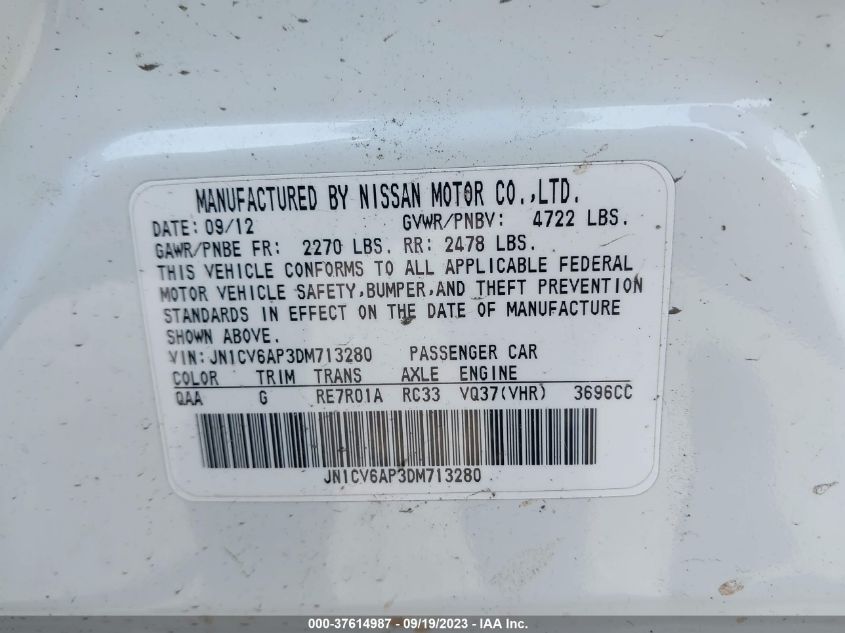 MANUFACTURED BY NISSAN MOTOR CO.,LTD.
DATE: 09/12 GVWR/PNBV: 4722 LBS.
GAWR/PNBE FR: 2270 LBS. RR: 2478 LBS.
THIS VEHICLE CONFORMS TO ALL APPLICABLE FEDERAL
MOTOR VEHICLE SAFETY,BUMPER,AND THEFT PREVENTION
STANDARDS IN EFFECT ON THE DATE OF MANUFACTURE
SHOWN ABOVE.
VIN: JN1CV6AP3DM713280 PASSENGER CAR
COLOR TRIM TRANS AXLE ENGINE
QAA G RE7R01A RC33 VQ37(VHR) 3696CC
JN1CV6AP3DM713280
000-37614987 - 09/19/2023 - IAA Inc.